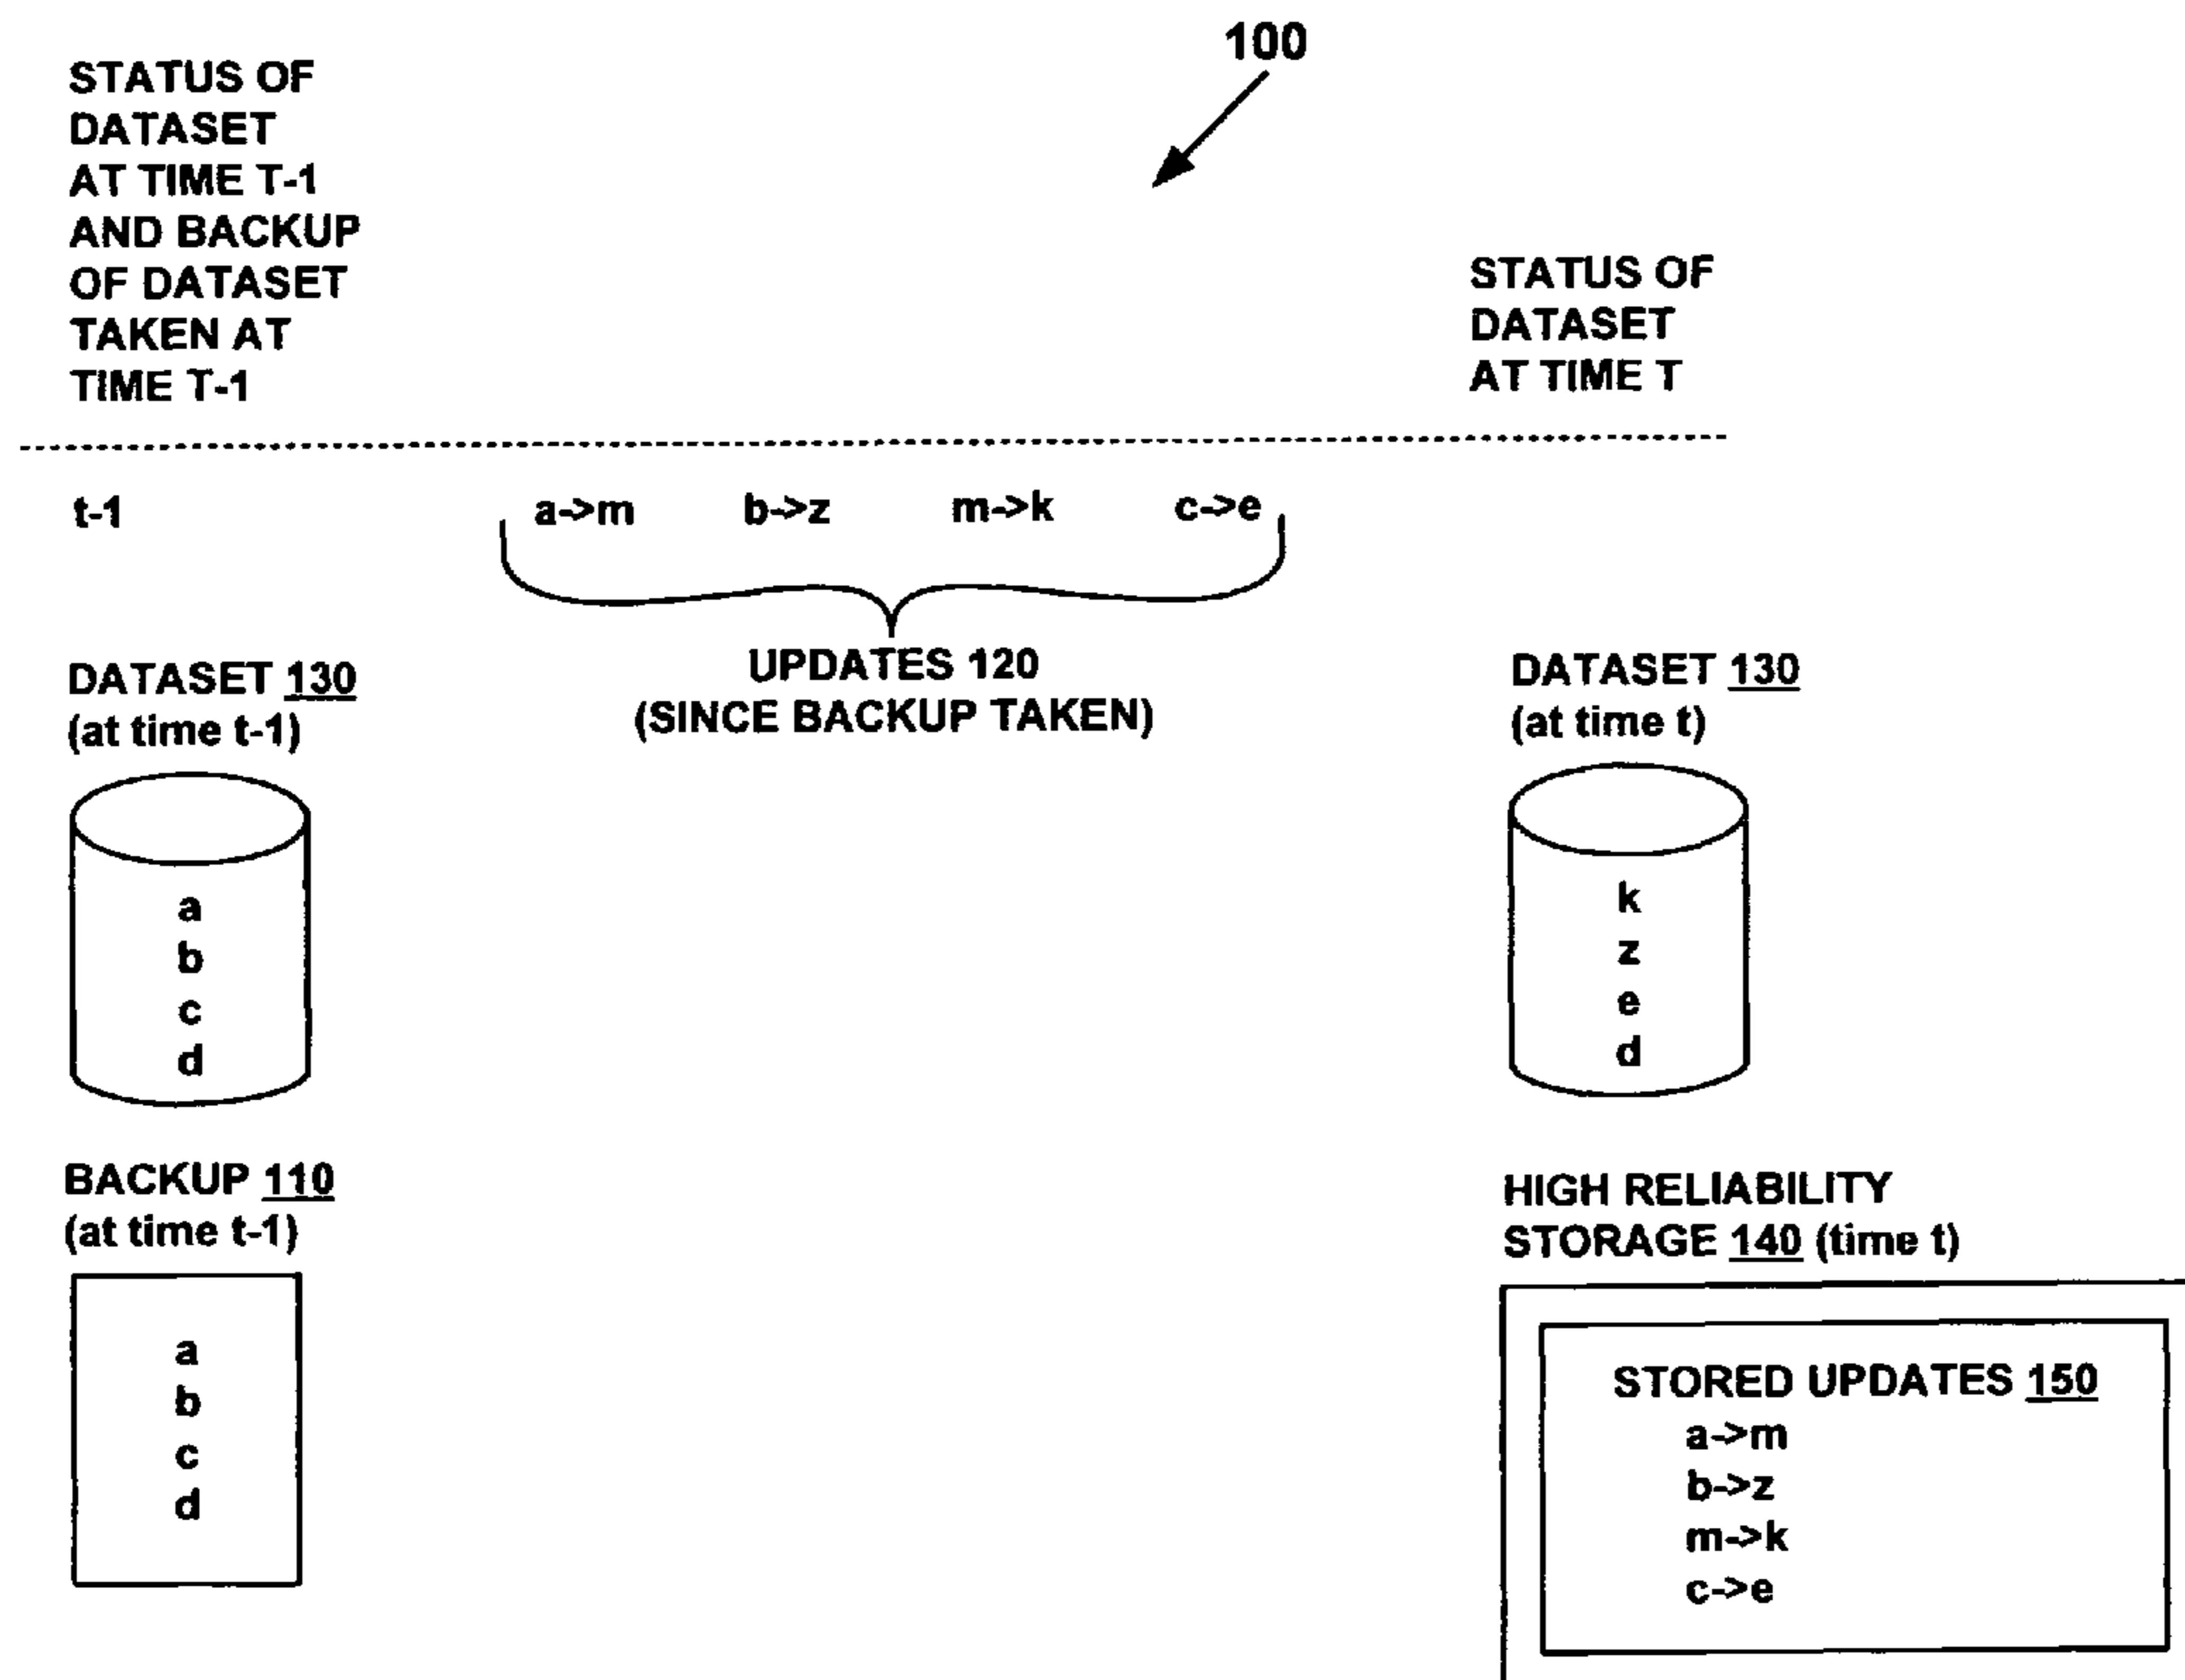 100
STATUS OF
DATASET
AT TIME T-1
AND BACKUP
OF DATASET
TAKEN AT
TIME T-1
STATUS OF
DATASET
AT TIME T
t-1
a->m b->z m->k c->e
UPDATES 120
(SINCE BACKUP TAKEN)
DATASET 130
(at time t-1)
a
b
c
d
DATASET 130
(at time t)
k
z
e
d
BACKUP 110
(at time t-1)
a
b
c
d
HIGH RELIABILITY
STORAGE 140 (time t)
STORED UPDATES 150
a->m
b->z
m->k
c->e